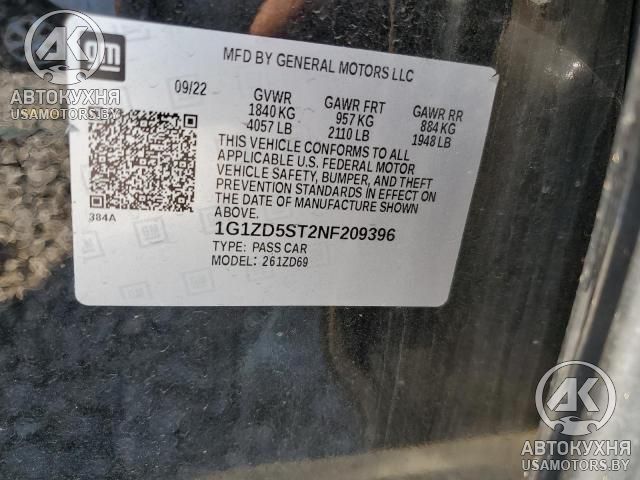 gm
MFD BY GENERAL MOTORS LLC
09/22 GVWR GAWR FRT GAWR RR
1840 KG 957 KG 884 KG
4057 LB 2110 LB 1948 LB
THIS VEHICLE CONFORMS TO ALL
APPLICABLE U.S. FEDERAL MOTOR
VEHICLE SAFETY, BUMPER, AND THEFT
PREVENTION STANDARDS IN EFFECT ON
THE DATE OF MANUFACTURE SHOWN
ABOVE.
384A
1G1ZD5ST2NF209396
TYPE: PASS CAR
MODEL: 261ZD69
АК
АВТОКУХНЯ
USAMOTORS.BY
АК
АВТОКУХНЯ
USAMOTORS.BY